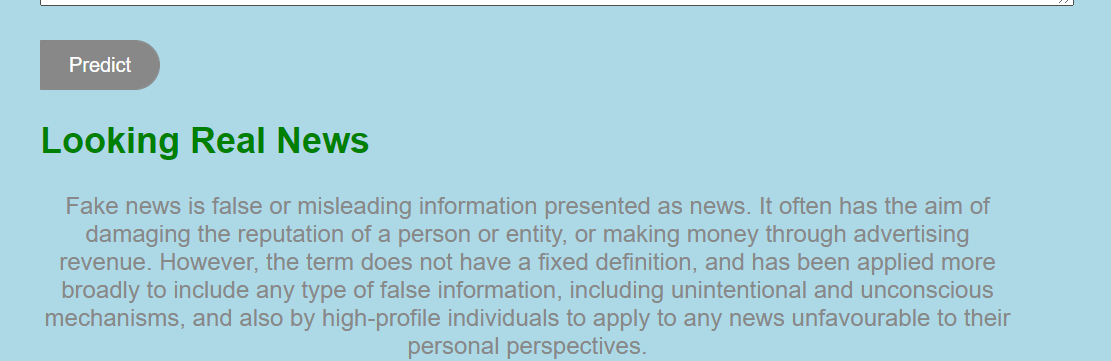 Predict
Looking Real News
Fake news is false or misleading information presented as news. It often has the aim of
damaging the reputation of a person or entity, or making money through advertising
revenue. However, the term does not have a fixed definition, and has been applied more
broadly to include any type of false information, including unintentional and unconscious
mechanisms, and also by high-profile individuals to apply to any news unfavourable to their
personal perspectives.